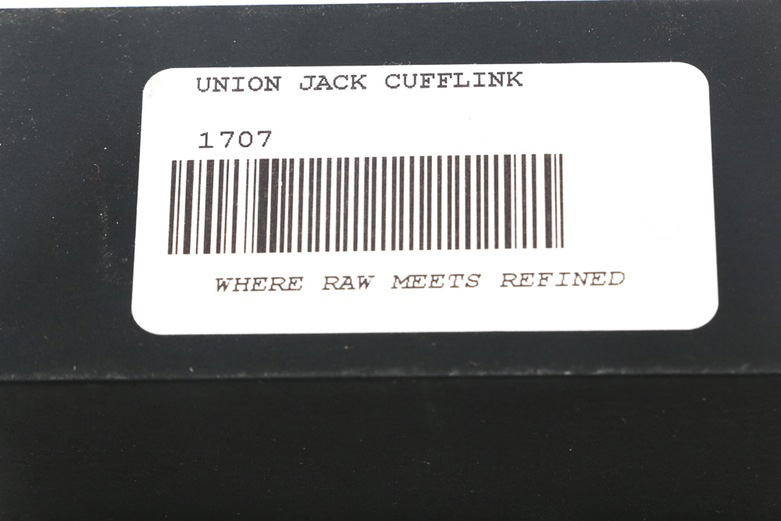 UNION JACK CUFFLINK
1707
WHERE RAW MEETS REFINED